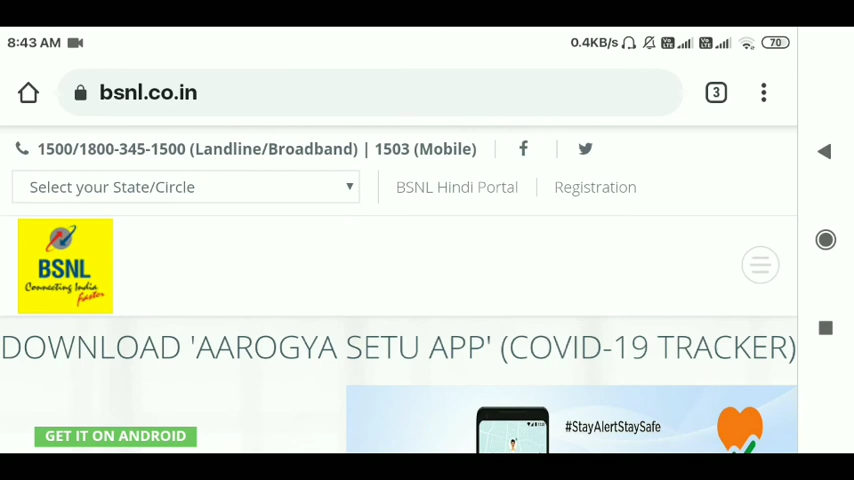 8:43 AM
0.4KB/s
70
bsnl.co.in
3
1500/1800-345-1500 (Landline/Broadband) | 1503 (Mobile)
Select your State/Circle
BSNL Hindi Portal
Registration
BSNL
Connecting India
Faster
DOWNLOAD 'AAROGYA SETU APP' (COVID-19 TRACKER)
GET IT ON ANDROID
#StayAlertStaySafe